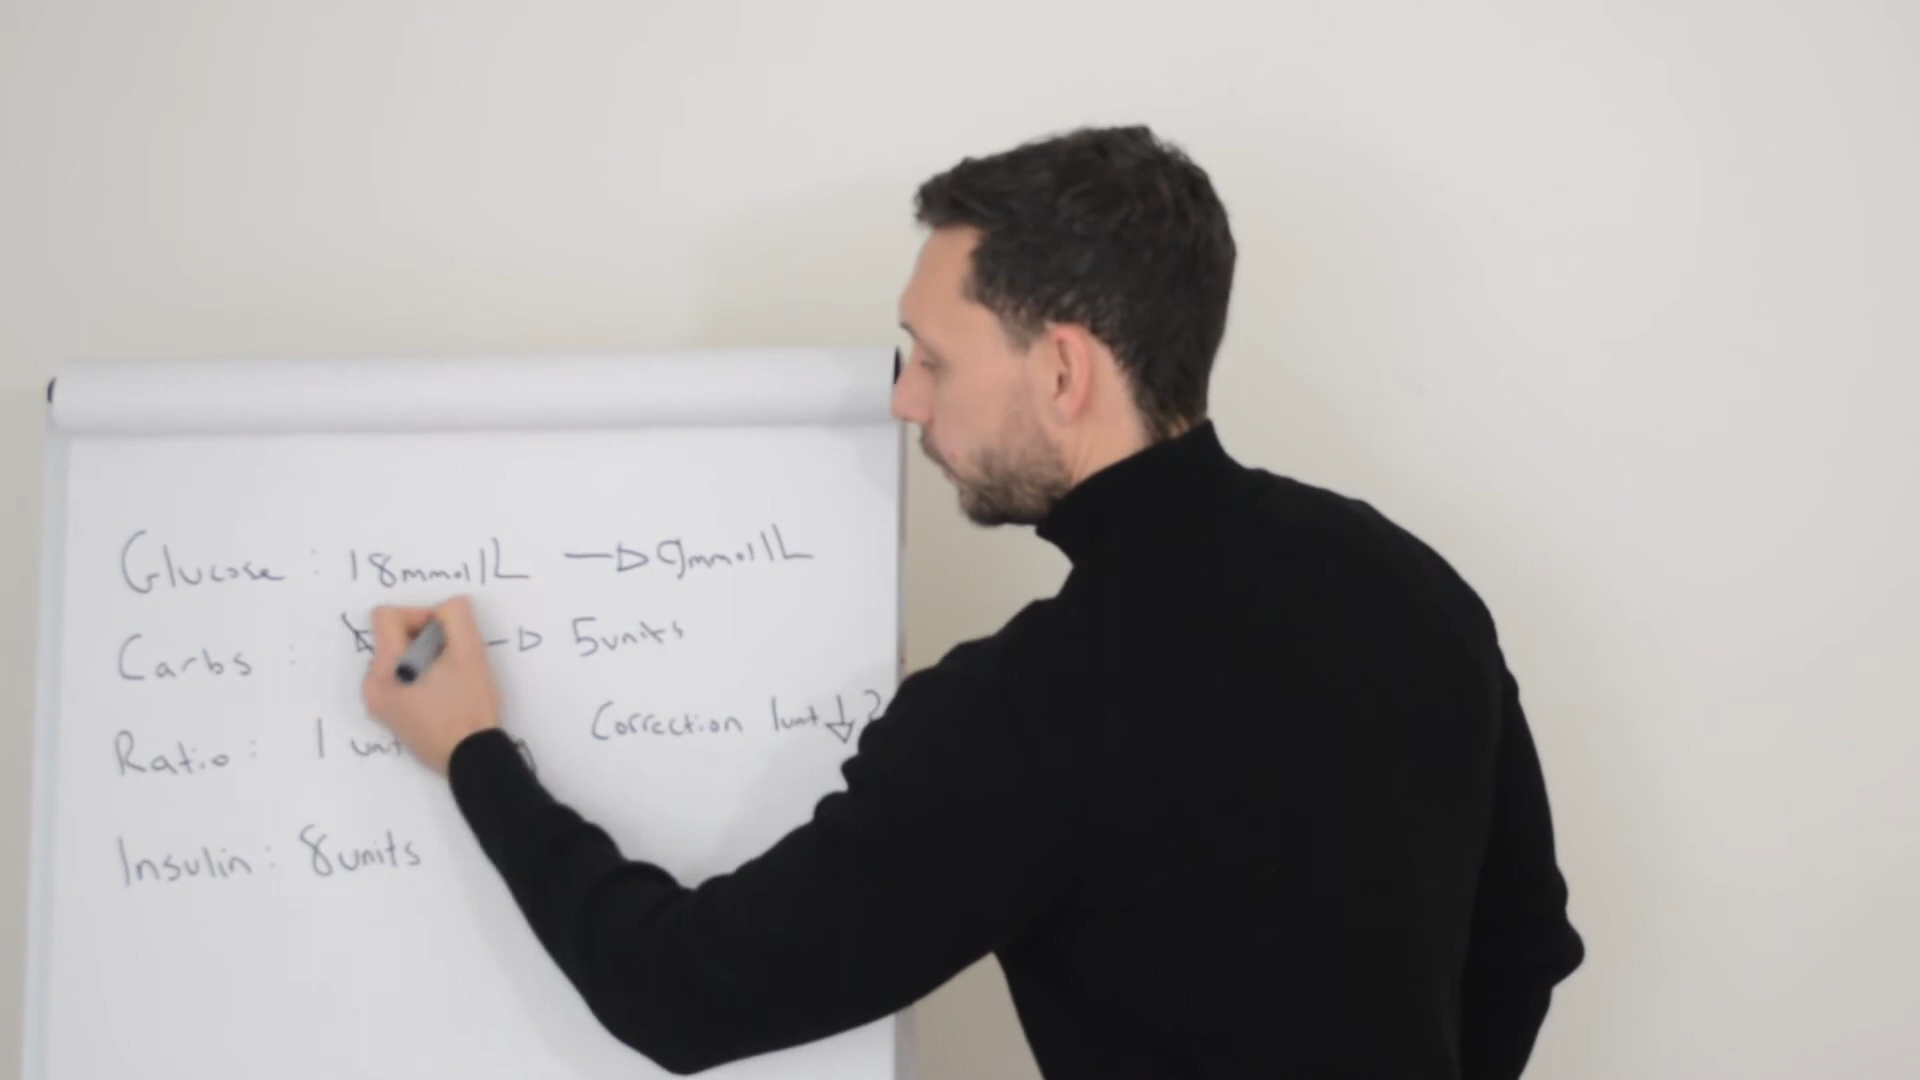 Glucose : 18mmol/L → 9mmol/L
Carbs : → 5units
Ratio : 1
Correction 1unit ↓
Insulin : 8units